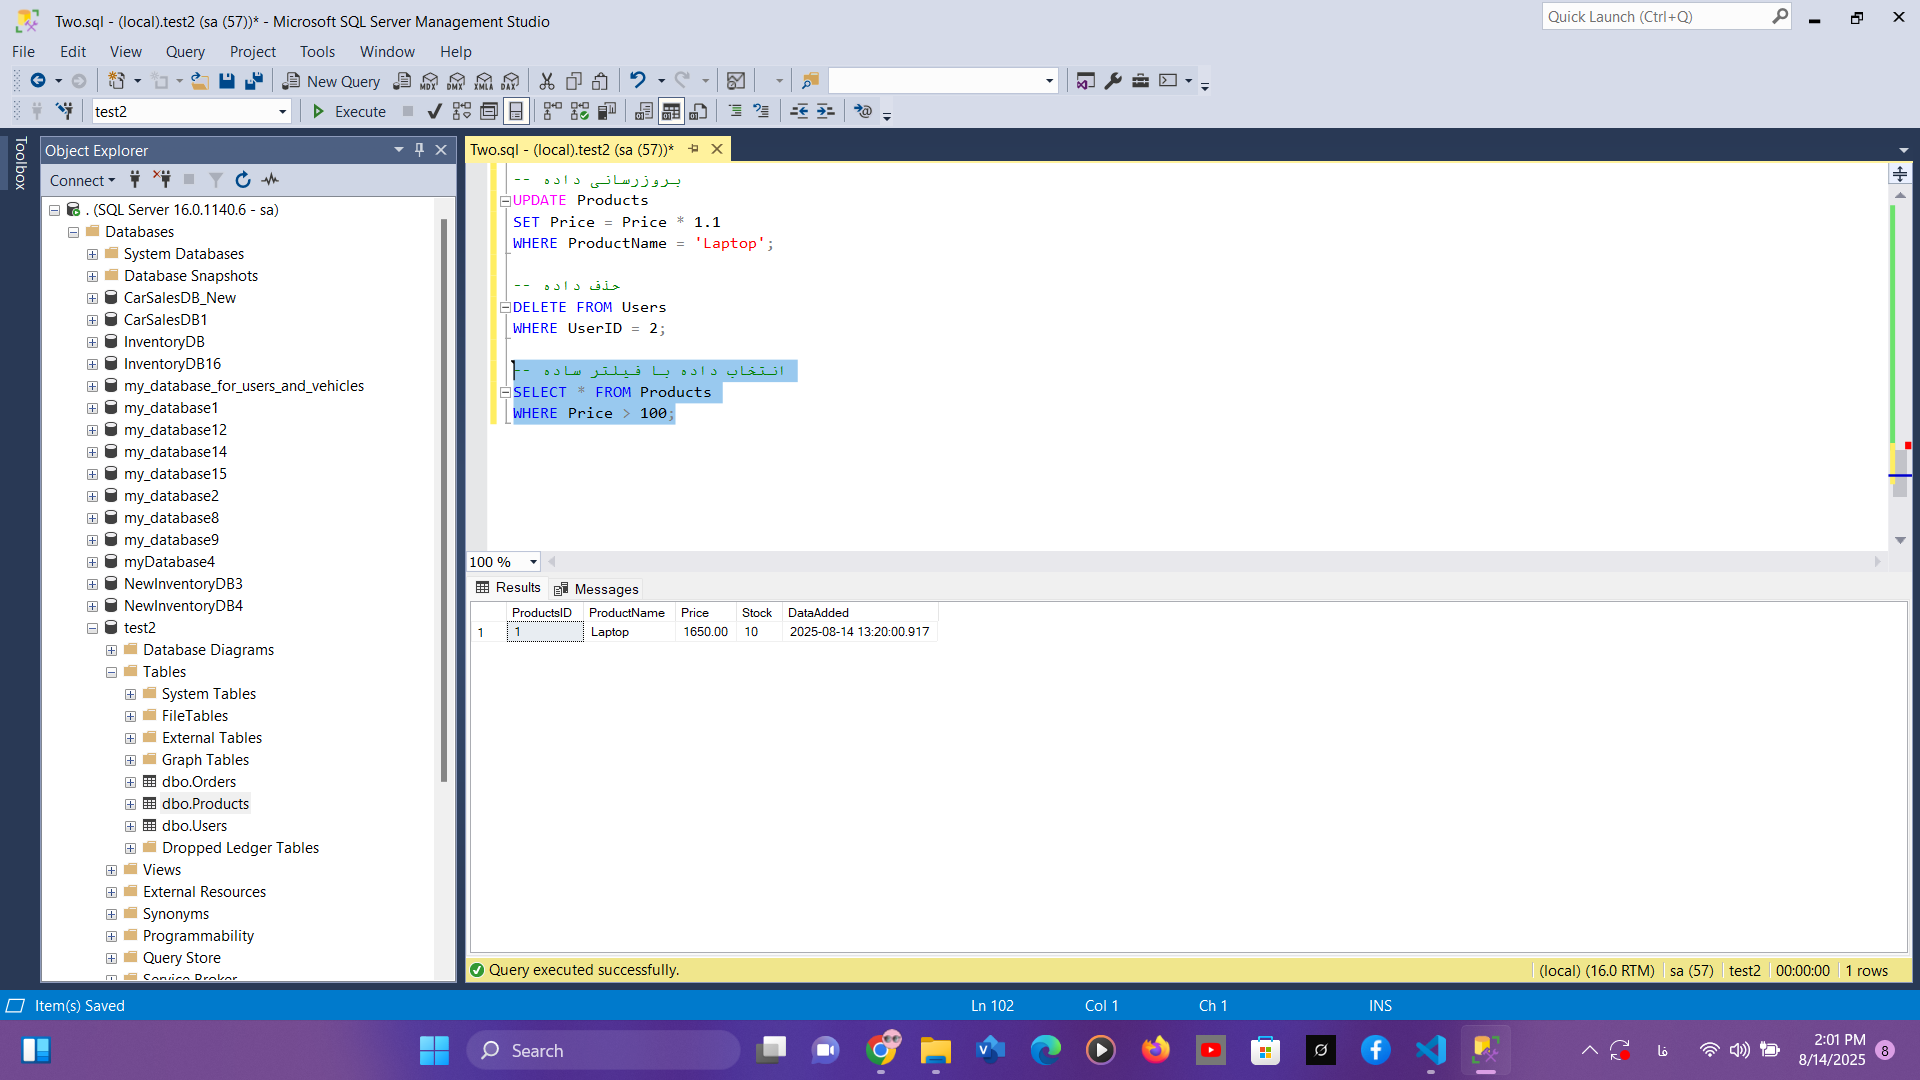 Two.sql - (local).test2 (sa (57))* - Microsoft SQL Server Management Studio
Quick Launch (Ctrl+Q)
File Edit View Query Project Tools Window Help
New Query MDX DMX XMLA DAX
test2 Execute
Toolbox
Object Explorer
Connect
. (SQL Server 16.0.1140.6 - sa)
Databases
System Databases
Database Snapshots
CarSalesDB_New
CarSalesDB1
InventoryDB
InventoryDB16
my_database_for_users_and_vehicles
my_database1
my_database12
my_database14
my_database15
my_database2
my_database8
my_database9
myDatabase4
NewInventoryDB3
NewInventoryDB4
test2
Database Diagrams
Tables
System Tables
FileTables
External Tables
Graph Tables
dbo.Orders
dbo.Products
dbo.Users
Dropped Ledger Tables
Views
External Resources
Synonyms
Programmability
Query Store
Service Broker
Two.sql - (local).test2 (sa (57))*
-- بروزرسانی داده
UPDATE Products
SET Price = Price * 1.1
WHERE ProductName = 'Laptop';
-- حذف داده
DELETE FROM Users
WHERE UserID = 2;
-- انتخاب داده با فیلتر ساده
SELECT * FROM Products
WHERE Price > 100;
100 %
Results Messages
ProductsID ProductName Price Stock DataAdded
1 1 Laptop 1650.00 10 2025-08-14 13:20:00.917
Query executed successfully.
(local) (16.0 RTM) sa (57) test2 00:00:00 1 rows
Item(s) Saved Ln 102 Col 1 Ch 1 INS
Search
فا
2:01 PM
8/14/2025
8